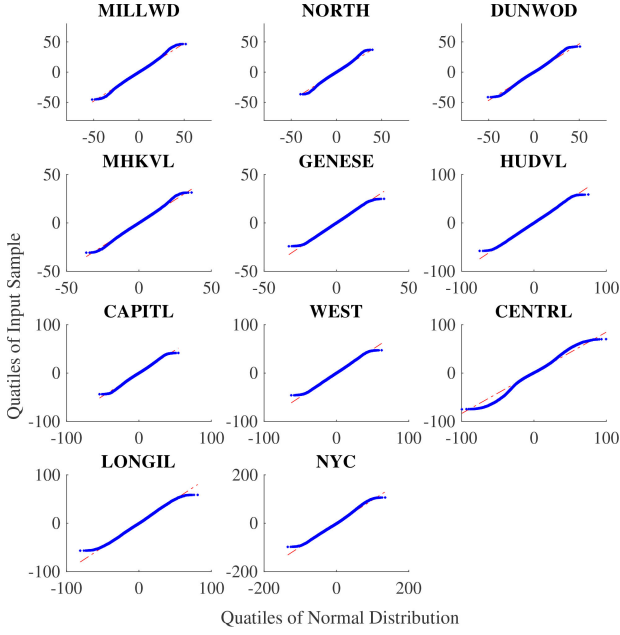 MILLWD NORTH DUNWOD
50 50 50
0 0 0
-50 -50 -50
-50 0 50 -50 0 50 -50 0 50
MHKVL GENESE HUDVL
50 50 100
0 0 0
-50 -50 -100
-50 0 50 -50 0 50 -100 0 100
CAPITL WEST CENTRL
100 100 100
0 0 0
-100 -100 -100
-100 0 100 -100 0 100 -100 0 100
LONGIL NYC
100 200
0 0
-100 -200
-100 0 100 -200 0 200
Quatiles of Input Sample
Quatiles of Normal Distribution